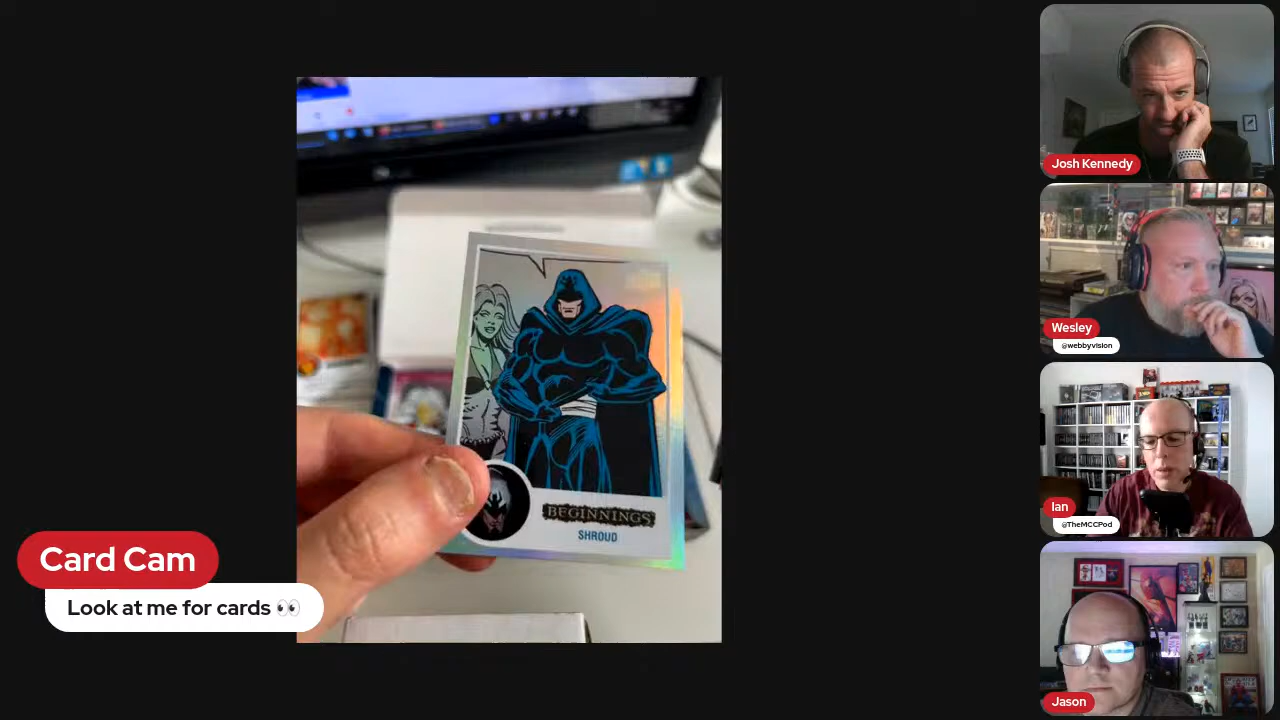 Josh Kennedy
Wesley
@webbyvision
BEGINNINGS
SHROUD
Ian
@TheMCCPod
Card Cam
Look at me for cards 👀
Jason